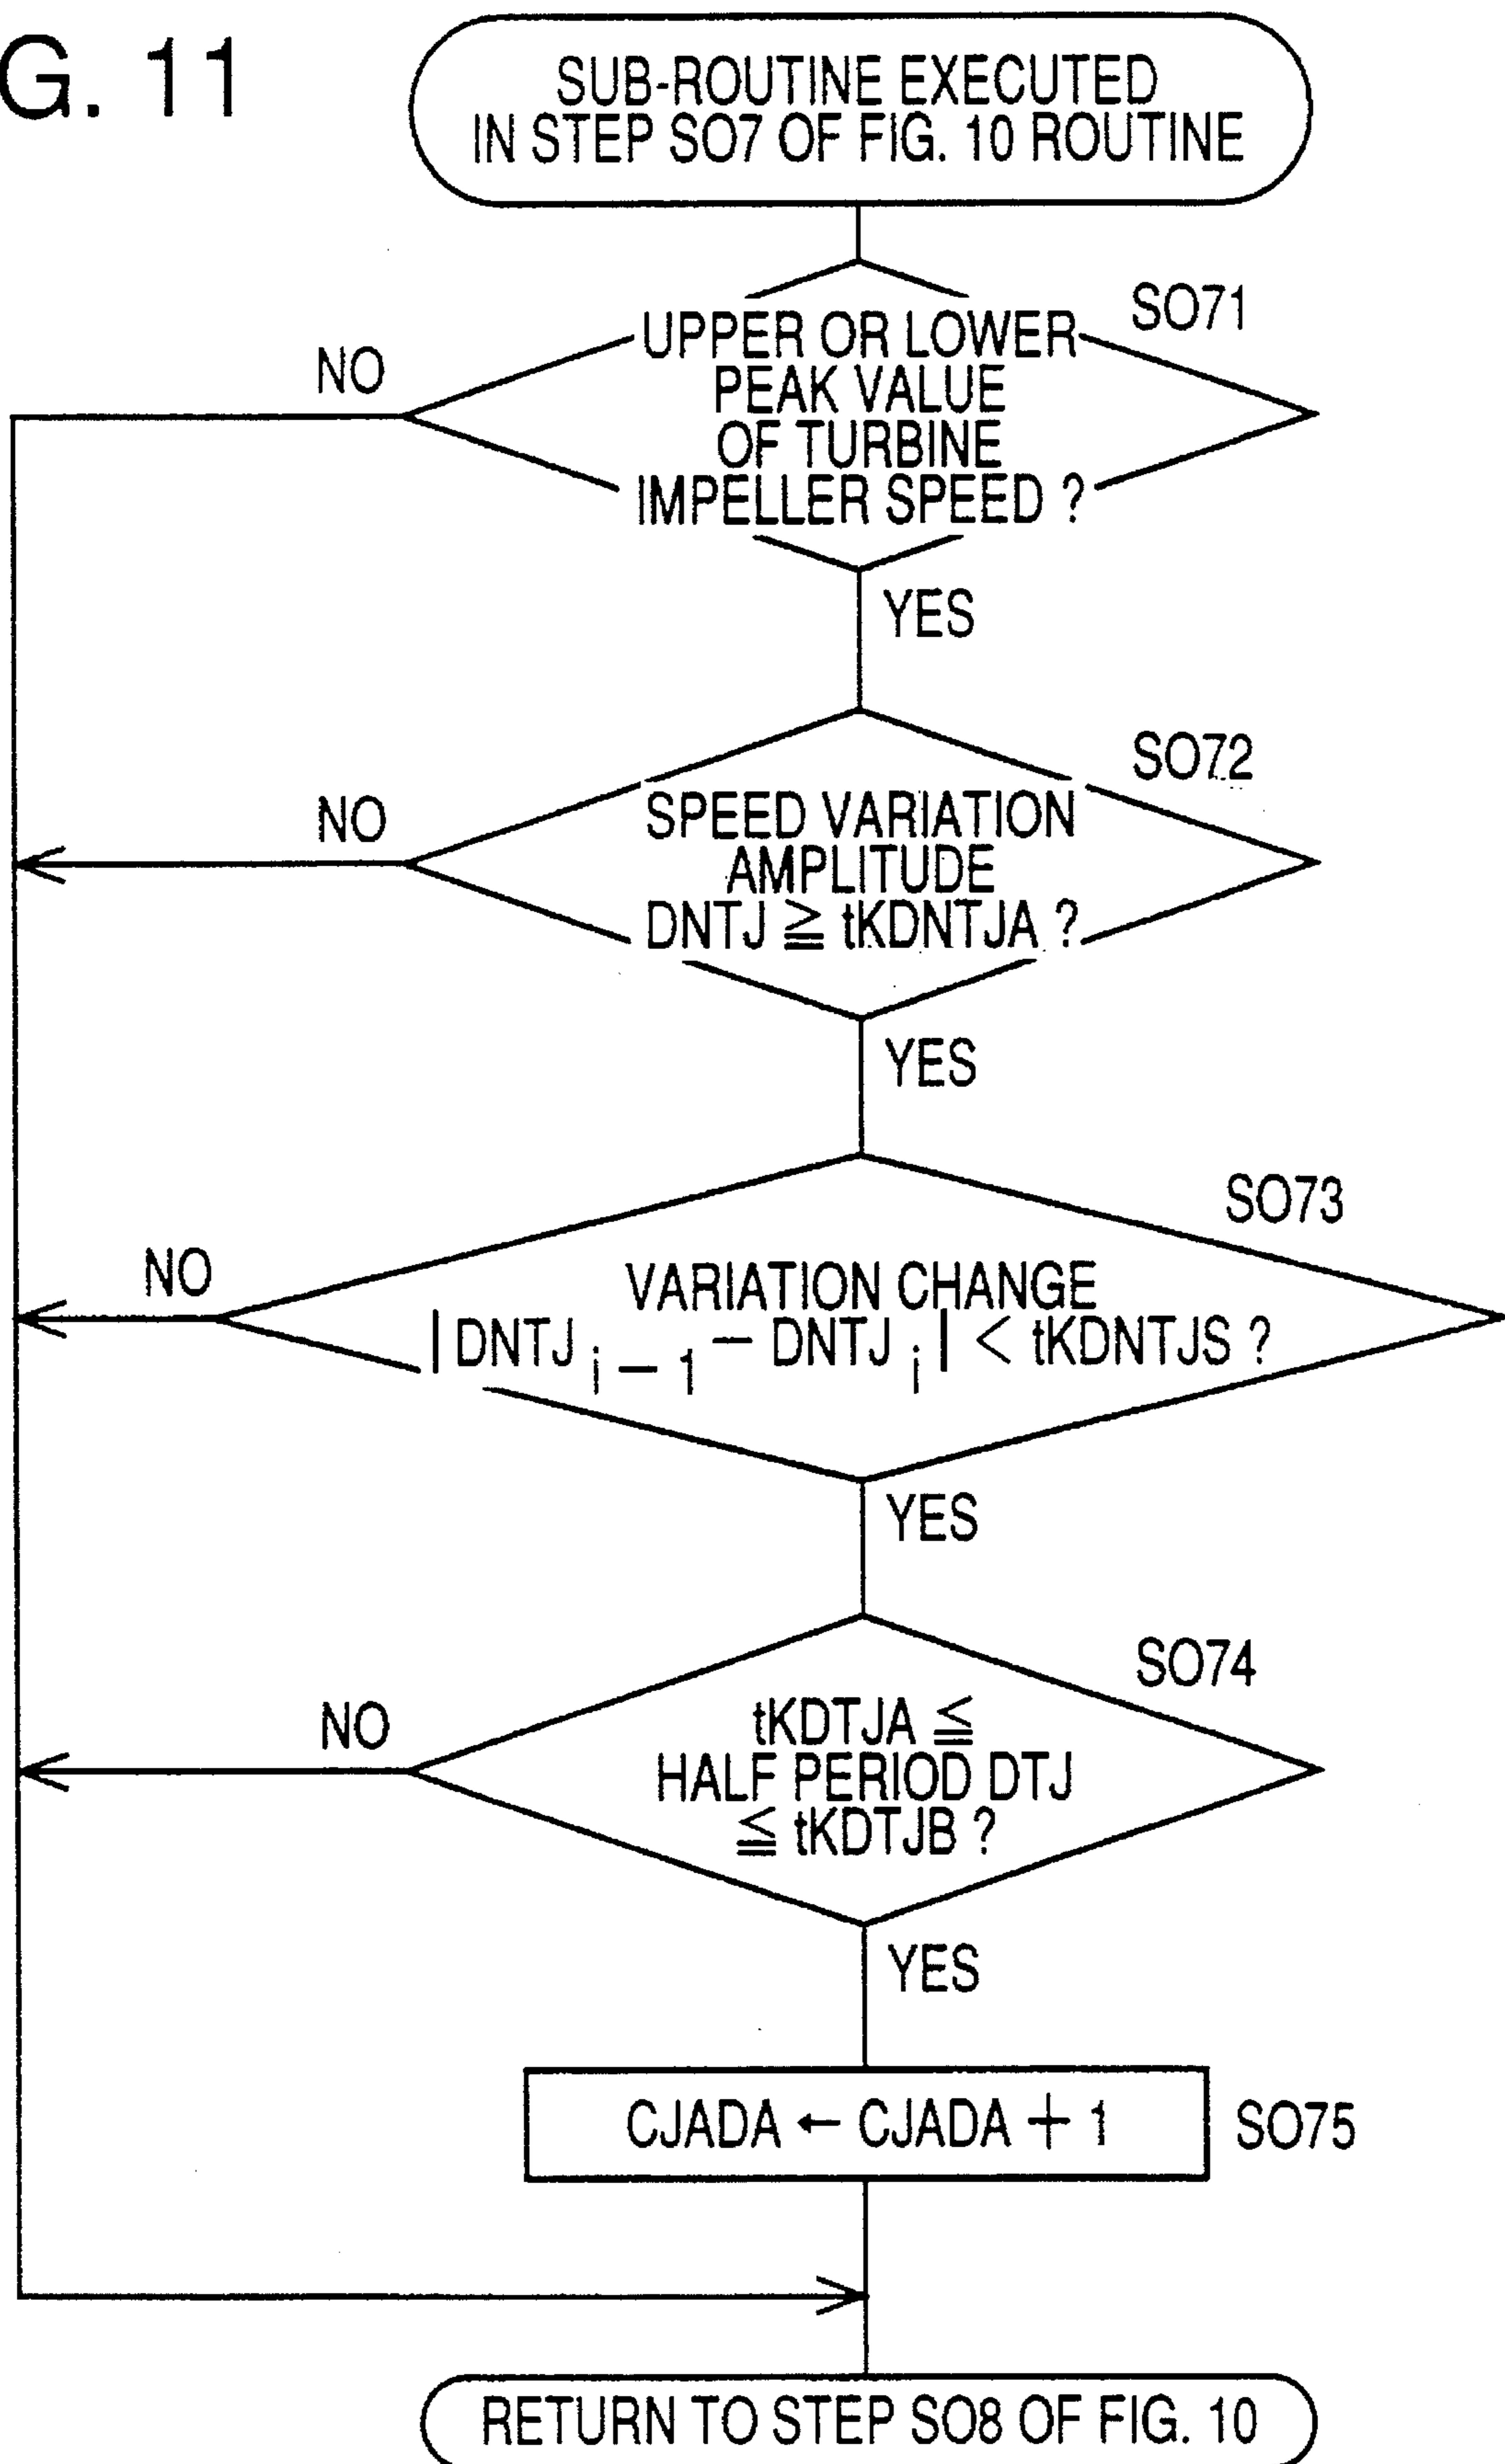 G. 11
SUB-ROUTINE EXECUTED
IN STEP SO7 OF FIG. 10 ROUTINE
SO71
UPPER OR LOWER
PEAK VALUE
OF TURBINE
IMPELLER SPEED ?
NO
YES
SO72
SPEED VARIATION
AMPLITUDE
DNTJ ≧ tKDNTJA ?
NO
YES
SO73
VARIATION CHANGE
| DNTJ i – 1 – DNTJ i | < tKDNTJS ?
NO
YES
SO74
tKDTJA ≦
HALF PERIOD DTJ
≦ tKDTJB ?
NO
YES
CJADA ← CJADA + 1
SO75
RETURN TO STEP SO8 OF FIG. 10